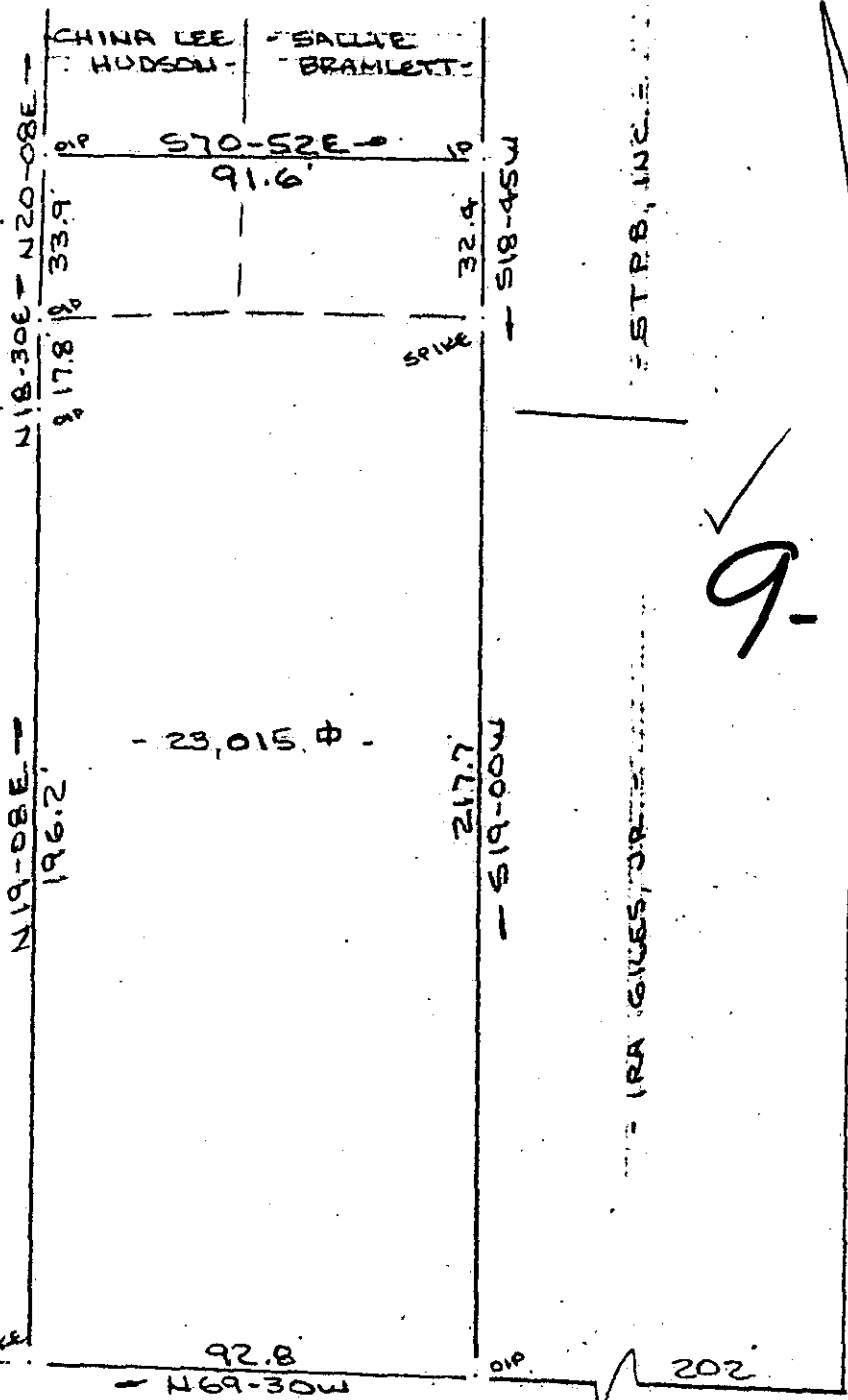 CHINA LEE
HUDSON -
- SALLIE
BRAMLETT -
OIP
S70-52E
IP
91.6'
N20-08E
33.9'
N18-30E
17.8'
OIP
32.4
S18-45W
SPIKE
= STPB, INC. =
9-
N19-08E
196.2'
- 23,015 ⌷ -
217.7'
S19-00W
- IRA GILES, JR -
92.8'
N69-30W
OIP
202'